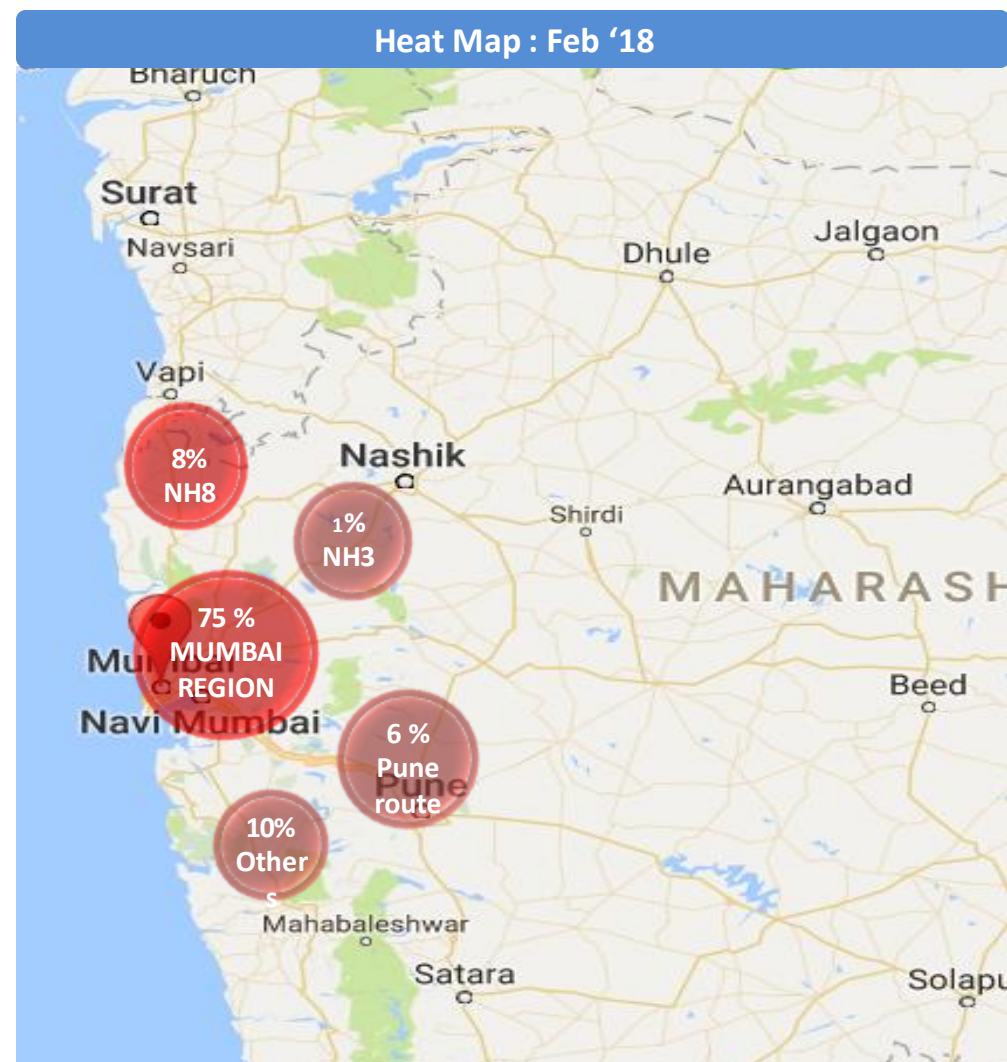 Heat Map : Feb ‘18
Bharuch
Surat
Navsari
Dhule
Jalgaon
Vapi
8%
NH8
Nashik
Aurangabad
Shirdi
1%
NH3
MAHARASH
75 %
MUMBAI
REGION
Mumbai
Navi Mumbai
Beed
6 %
Pune
route
Pune
10%
Other
s
Mahabaleshwar
Satara
Solapu